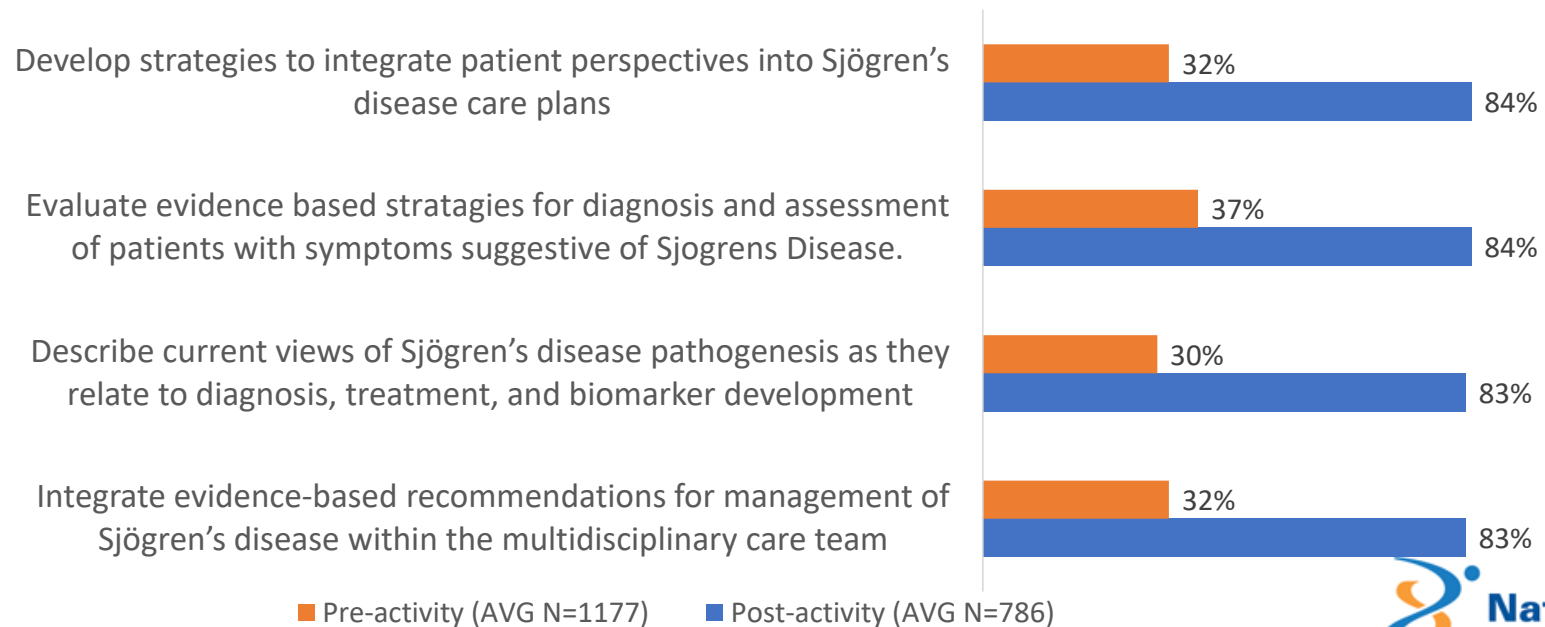 Develop strategies to integrate patient perspectives into Sjögren’s
disease care plans
32%
84%
Evaluate evidence based stratagies for diagnosis and assessment
of patients with symptoms suggestive of Sjogrens Disease.
37%
84%
Describe current views of Sjögren’s disease pathogenesis as they
relate to diagnosis, treatment, and biomarker development
30%
83%
Integrate evidence-based recommendations for management of
Sjögren’s disease within the multidisciplinary care team
32%
83%
Pre-activity (AVG N=1177)
Post-activity (AVG N=786)